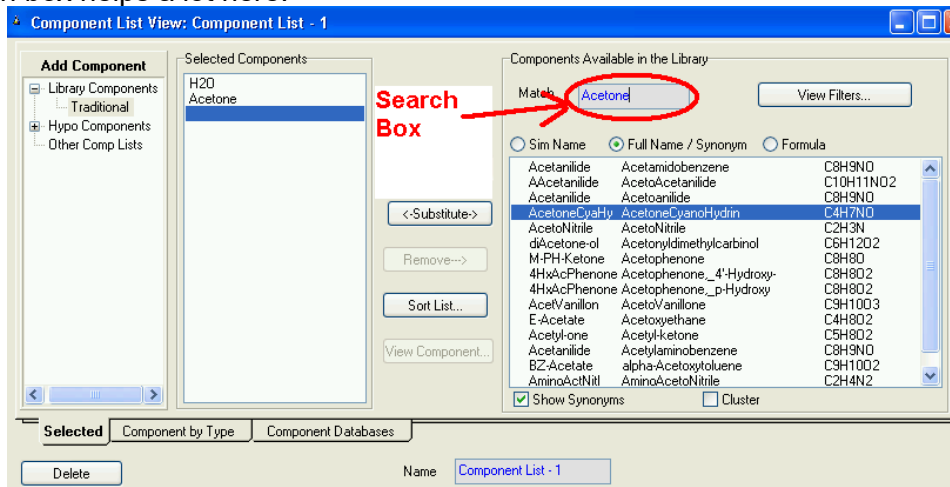 Component List View: Component List - 1
Add Component
Library Components
Traditional
Hypo Components
Other Comp Lists
Selected Components
H2O
Acetone
Search
Box
<-Substitute->
Remove--->
Sort List...
View Component...
Components Available in the Library
Match Acetone View Filters...
Sim Name Full Name / Synonym Formula
Acetanilide Acetamidobenzene C8H9NO
AAcetanilide AcetoAcetanilide C10H11NO2
Acetanilide Acetoanilide C8H9NO
AcetoneCyaHy AcetoneCyanoHydrin C4H7NO
AcetoNitrile AcetoNitrile C2H3N
diAcetone-ol Acetonyldimethylcarbinol C6H12O2
M-PH-Ketone Acetophenone C8H8O
4HxAcPhenone Acetophenone,_4'-Hydroxy- C8H8O2
4HxAcPhenone Acetophenone,_p-Hydroxy C8H8O2
AcetVanillon AcetoVanillone C9H10O3
E-Acetate Acetoxyethane C4H8O2
Acetyl-one Acetyl-ketone C5H8O2
Acetanilide Acetylaminobenzene C8H9NO
BZ-Acetate alpha-Acetoxytoluene C9H10O2
AminoActNitl AminoAcetoNitrile C2H4N2
Show Synonyms Cluster
Selected Component by Type Component Databases
Delete Name Component List - 1